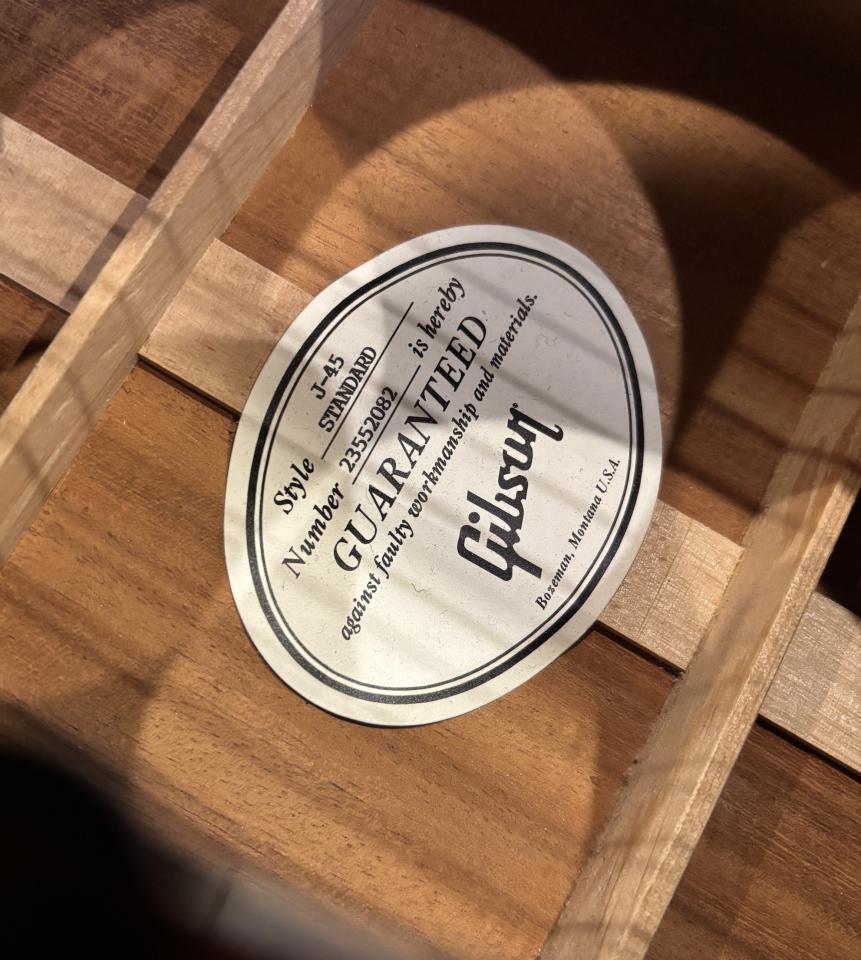 Style J-45 STANDARD
Number 23552082 is hereby
GUARANTEED
against faulty workmanship and materials.
Gibson
Bozeman, Montana U.S.A.